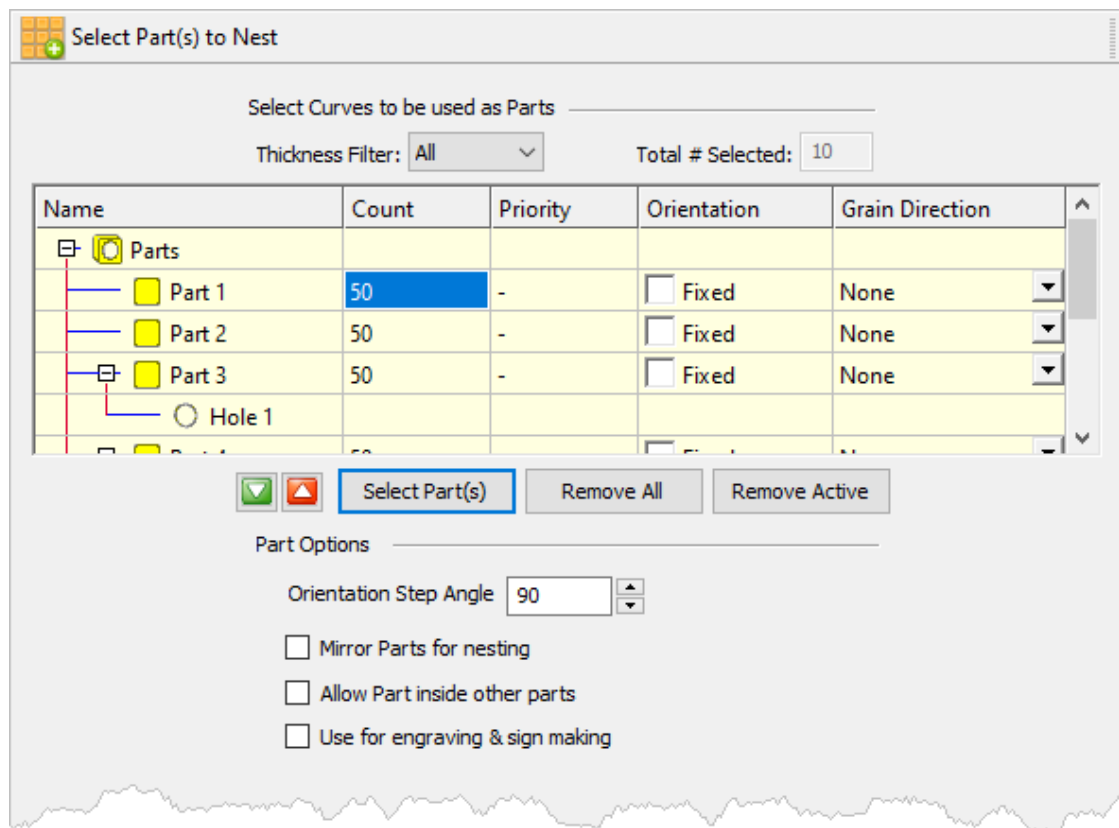 Select Part(s) to Nest
Select Curves to be used as Parts
Thickness Filter: All Total # Selected: 10
Name Count Priority Orientation Grain Direction
Parts
Part 1 50 - Fixed None
Part 2 50 - Fixed None
Part 3 50 - Fixed None
Hole 1
Select Part(s) Remove All Remove Active
Part Options
Orientation Step Angle 90
Mirror Parts for nesting
Allow Part inside other parts
Use for engraving & sign making